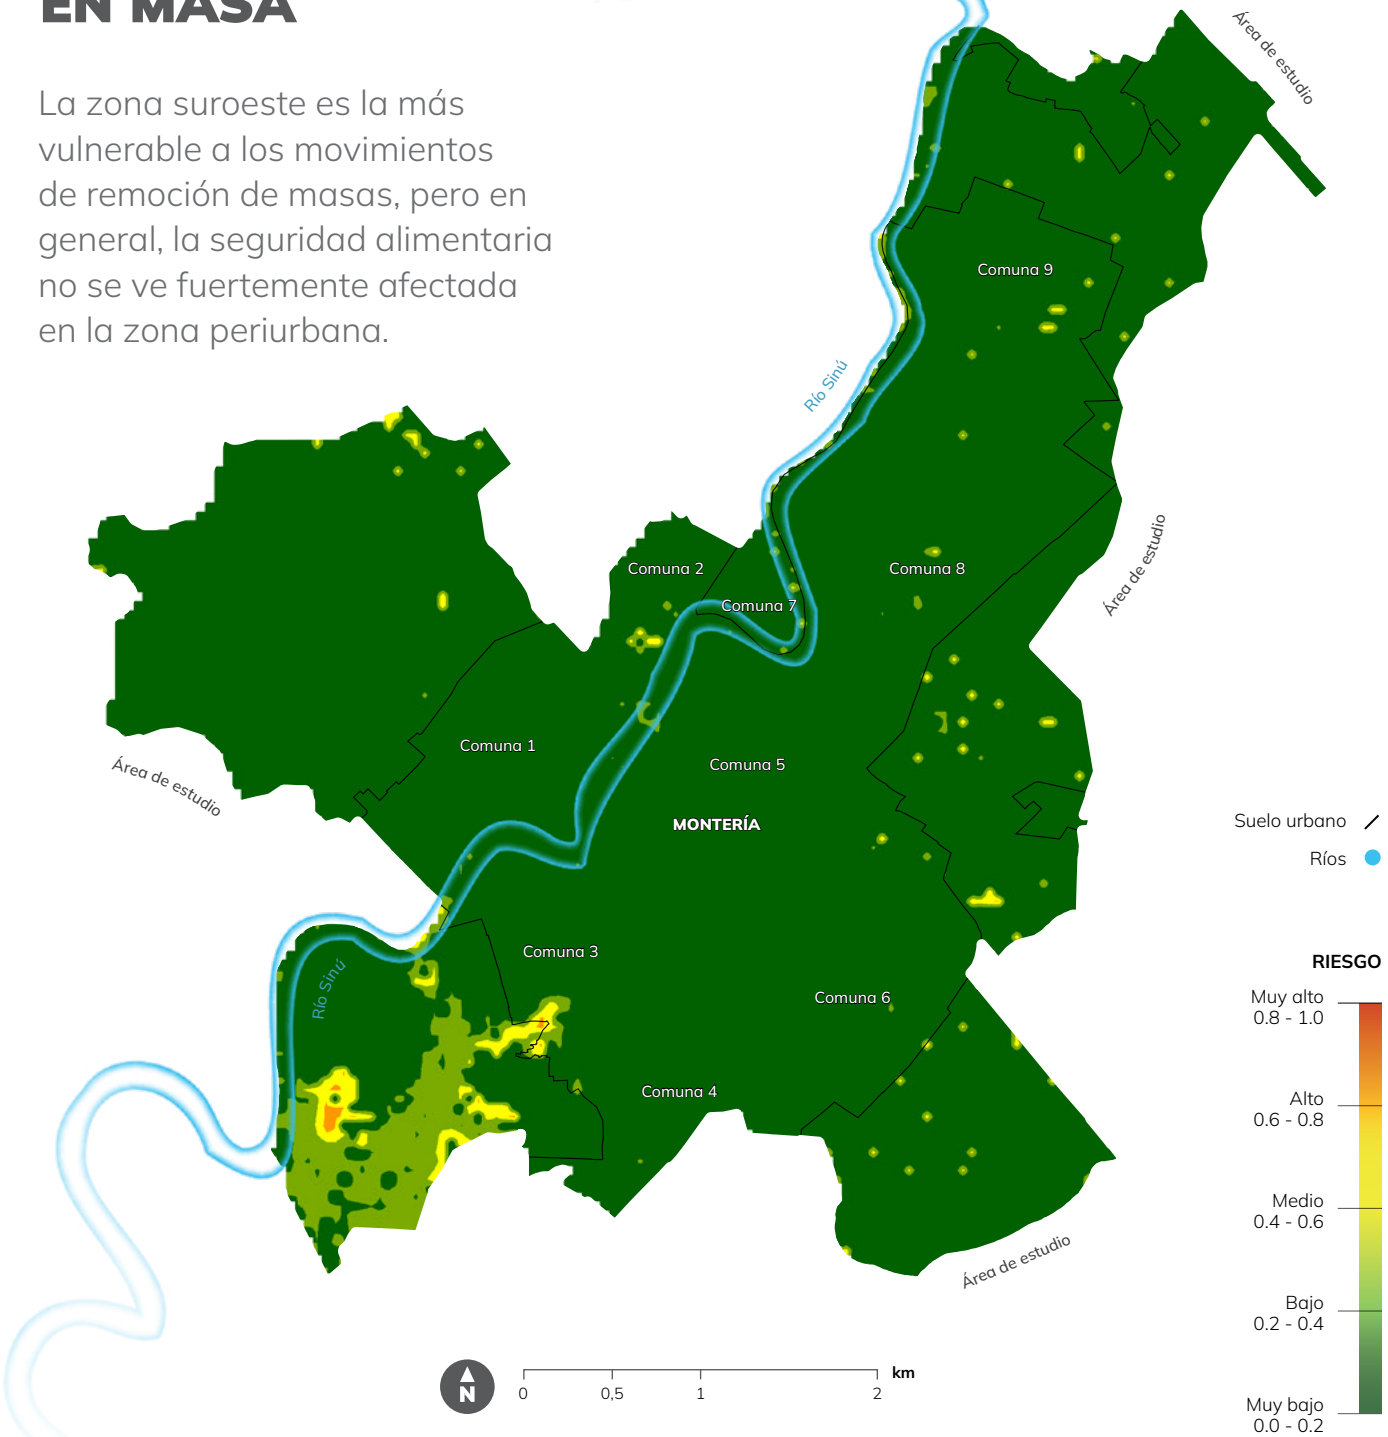 EN MASA
La zona suroeste es la más
vulnerable a los movimientos
de remoción de masas, pero en
general, la seguridad alimentaria
no se ve fuertemente afectada
en la zona periurbana.
Área de estudio
Comuna 9
Río Sinú
Área de estudio
Comuna 2
Comuna 8
Comuna 7
Comuna 1
Comuna 5
Área de estudio
MONTERÍA
Suelo urbano
Ríos
Comuna 3
Río Sinú
Comuna 6
Comuna 4
Área de estudio
RIESGO
Muy alto
0.8 - 1.0
Alto
0.6 - 0.8
Medio
0.4 - 0.6
Bajo
0.2 - 0.4
Muy bajo
0.0 - 0.2
N
km
0 0,5 1 2